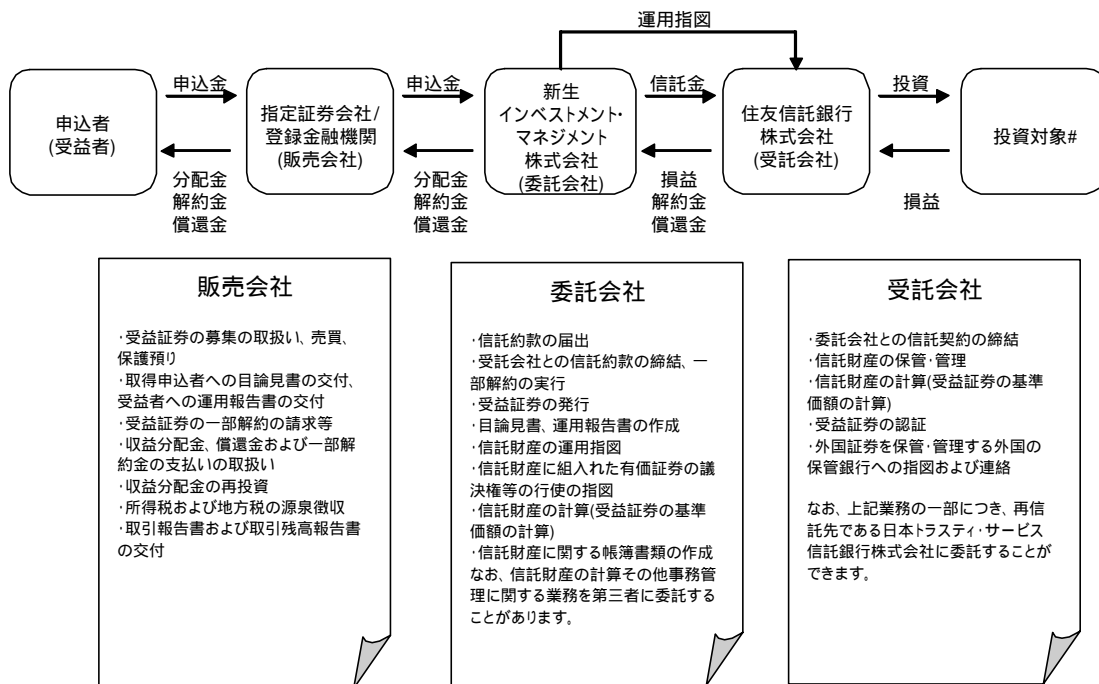 運用指図
申込者
(受益者)
申込金
分配金
解約金
償還金
指定証券会社/
登録金融機関
(販売会社)
申込金
分配金
解約金
償還金
新生
インベストメント・
マネジメント
株式会社
(委託会社)
信託金
損益
解約金
償還金
住友信託銀行
株式会社
(受託会社)
投資
損益
投資対象#
販売会社
・受益証券の募集の取扱い、売買、
保護預り
・取得申込者への目論見書の交付、
受益者への運用報告書の交付
・受益証券の一部解約の請求等
・収益分配金、償還金および一部解
約金の支払いの取扱い
・収益分配金の再投資
・所得税および地方税の源泉徴収
・取引報告書および取引残高報告書
の交付
委託会社
・信託約款の届出
・受託会社との信託約款の締結、一
部解約の実行
・受益証券の発行
・目論見書、運用報告書の作成
・信託財産の運用指図
・信託財産に組入れた有価証券の議
決権等の行使の指図
・信託財産の計算(受益証券の基準
価額の計算)
・信託財産に関する帳簿書類の作成
なお、信託財産の計算その他事務管
理に関する業務を第三者に委託する
ことがあります。
受託会社
・委託会社との信託契約の締結
・信託財産の保管・管理
・信託財産の計算(受益証券の基準
価額の計算)
・受益証券の認証
・外国証券を保管・管理する外国の
保管銀行への指図および連絡
なお、上記業務の一部につき、再信
託先である日本トラスティ・サービス
信託銀行株式会社に委託することが
できます。